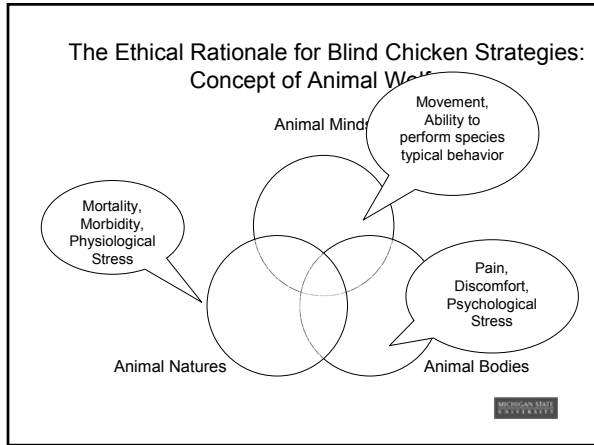 The Ethical Rationale for Blind Chicken Strategies:
Concept of Animal
Animal Minds
Movement,
Ability to
perform species
typical behavior
Mortality,
Morbidity,
Physiological
Stress
Pain,
Discomfort,
Psychological
Stress
Animal Natures
Animal Bodies
MICHIGAN STATE
UNIVERSITY